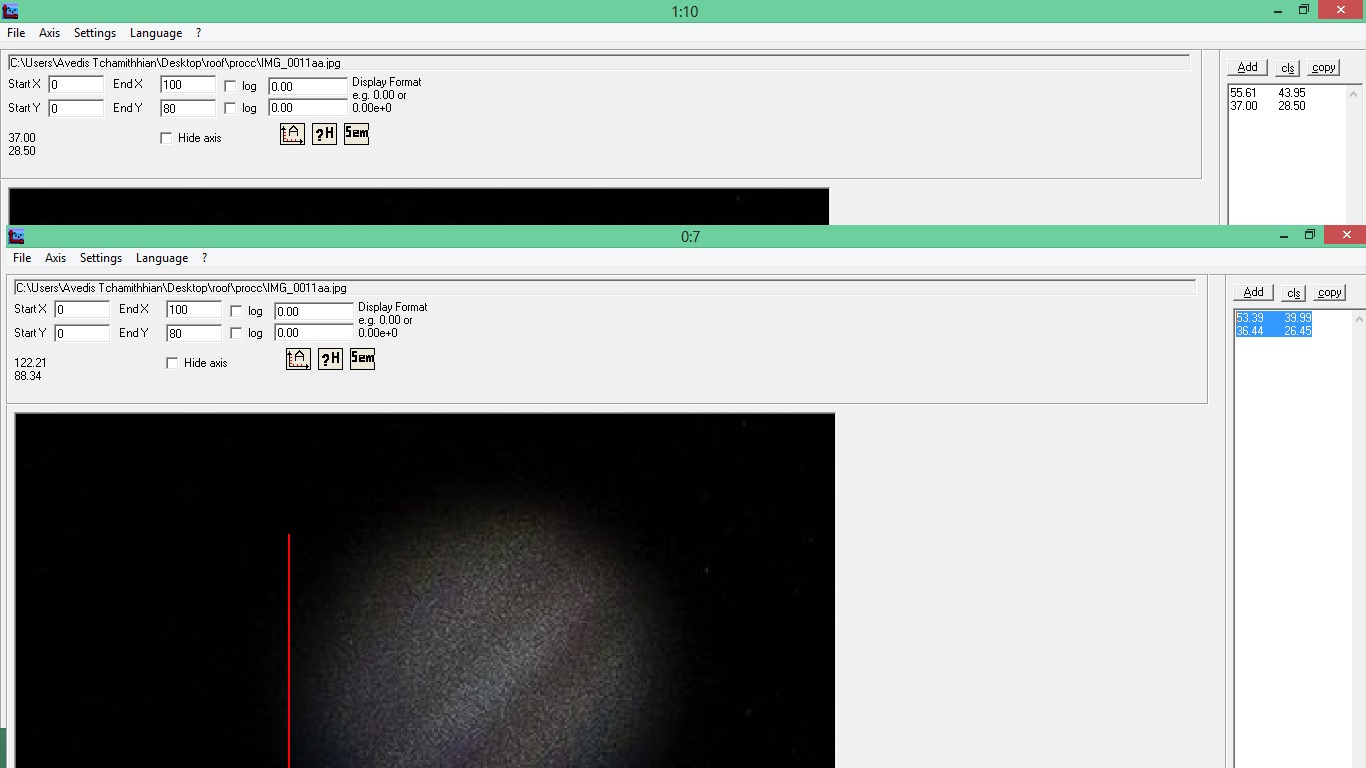 1:10
File Axis Settings Language ?
C:\Users\Avedis Tchamithhian\Desktop\roof\procc\IMG_0011aa.jpg
Add cls copy
Start X 0 End X 100 log 0.00 Display Format
e.g. 0.00 or
Start Y 0 End Y 80 log 0.00 0.00e+0
55.61 43.95
37.00 28.50
37.00
28.50
Hide axis
A ?H Sem
0:7
File Axis Settings Language ?
C:\Users\Avedis Tchamithhian\Desktop\roof\procc\IMG_0011aa.jpg
Add cls copy
Start X 0 End X 100 log 0.00 Display Format
e.g. 0.00 or
Start Y 0 End Y 80 log 0.00 0.00e+0
53.39 39.99
36.44 26.45
122.21
88.34
Hide axis
A ?H Sem